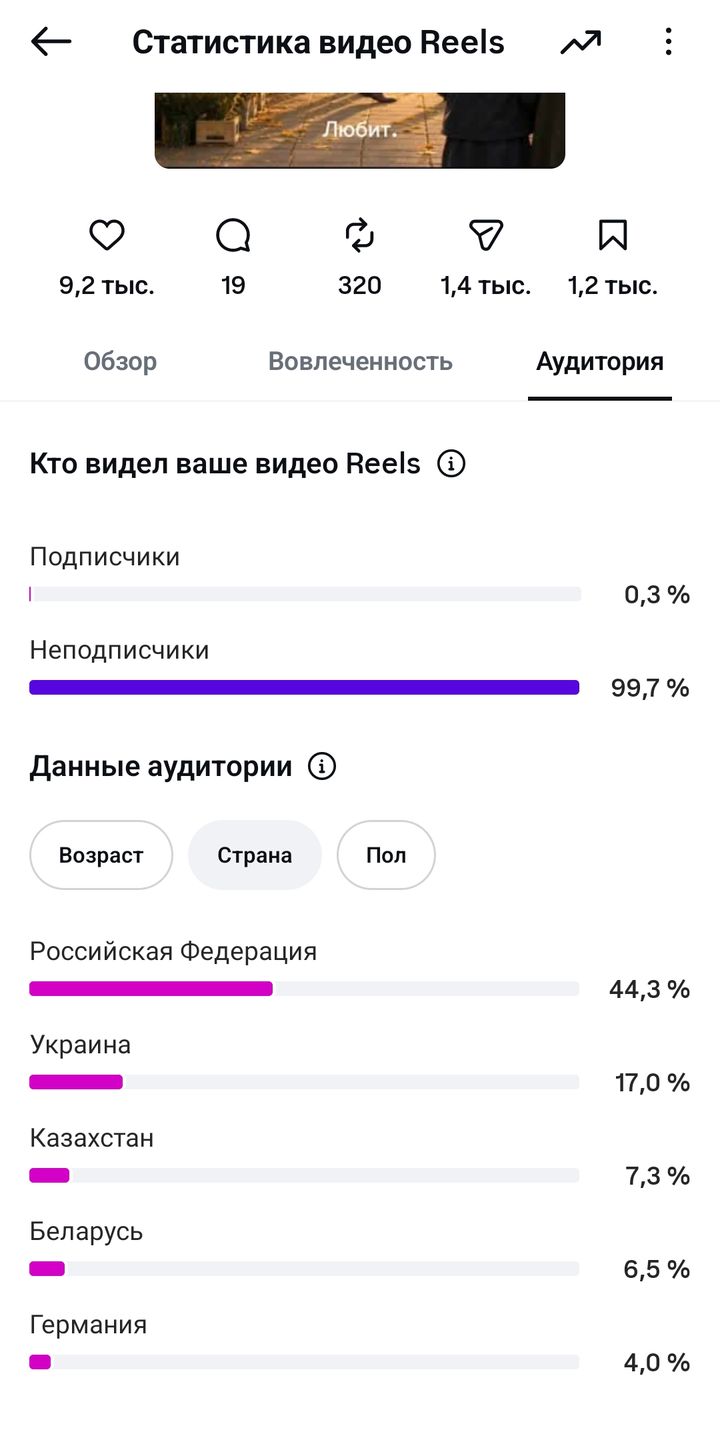 Статистика видео Reels
Любит.
9,2 тыс. 19 320 1,4 тыс. 1,2 тыс.
Обзор Вовлеченность Аудитория
Кто видел ваше видео Reels
Подписчики
0,3 %
Неподписчики
99,7 %
Данные аудитории
Возраст Страна Пол
Российская Федерация
44,3 %
Украина
17,0 %
Казахстан
7,3 %
Беларусь
6,5 %
Германия
4,0 %